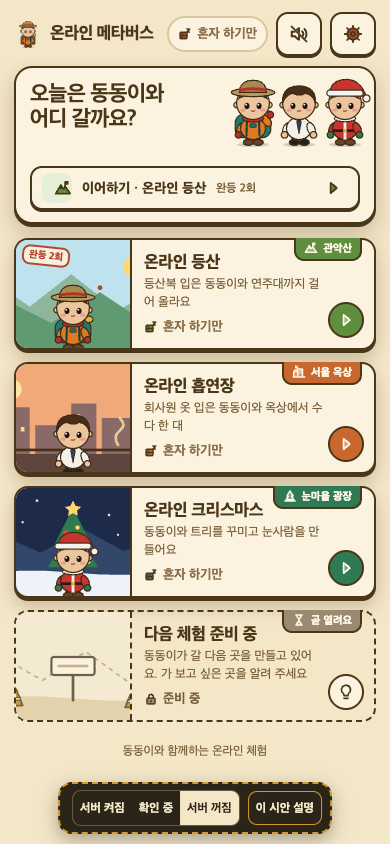 온라인 메타버스
혼자 하기만
오늘은 동동이와
어디 갈까요?
이어하기 · 온라인 등산 완등 2회
완등 2회
관악산
온라인 등산
등산복 입은 동동이와 연주대까지 걸
어 올라요
혼자 하기만
서울 옥상
온라인 흡연장
회사원 옷 입은 동동이와 옥상에서 수
다 한 대
혼자 하기만
눈마을 광장
온라인 크리스마스
동동이와 트리를 꾸미고 눈사람을 만
들어요
혼자 하기만
곧 열려요
다음 체험 준비 중
동동이가 갈 다음 곳을 만들고 있어
요. 가 보고 싶은 곳을 알려 주세요
준비 중
동동이와 함께하는 온라인 체험
서버 켜짐 확인 중 서버 꺼짐 이 시안 설명